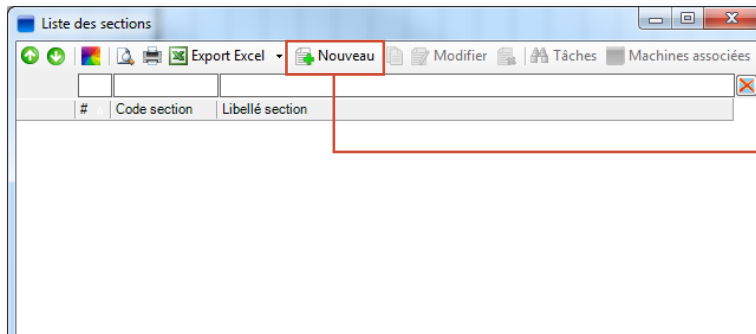 Liste des sections
Export Excel Nouveau Modifier Tâches Machines associées
# Code section Libellé section